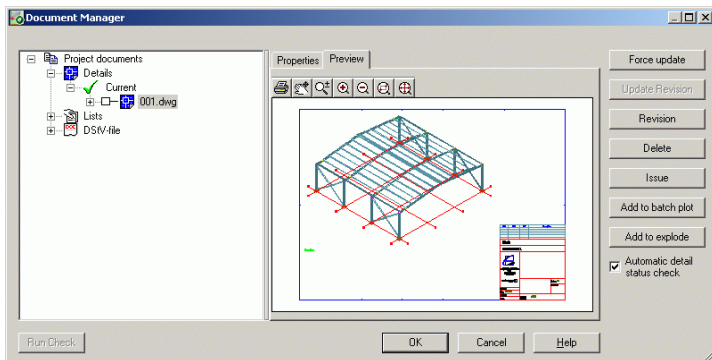 Document Manager
Project documents
Details
Current
001.dwg
Lists
DStV-file
Properties
Preview
Force update
Update Revision
Revision
Delete
Issue
Add to batch plot
Add to explode
Automatic detail
status check
Run Check
OK
Cancel
Help